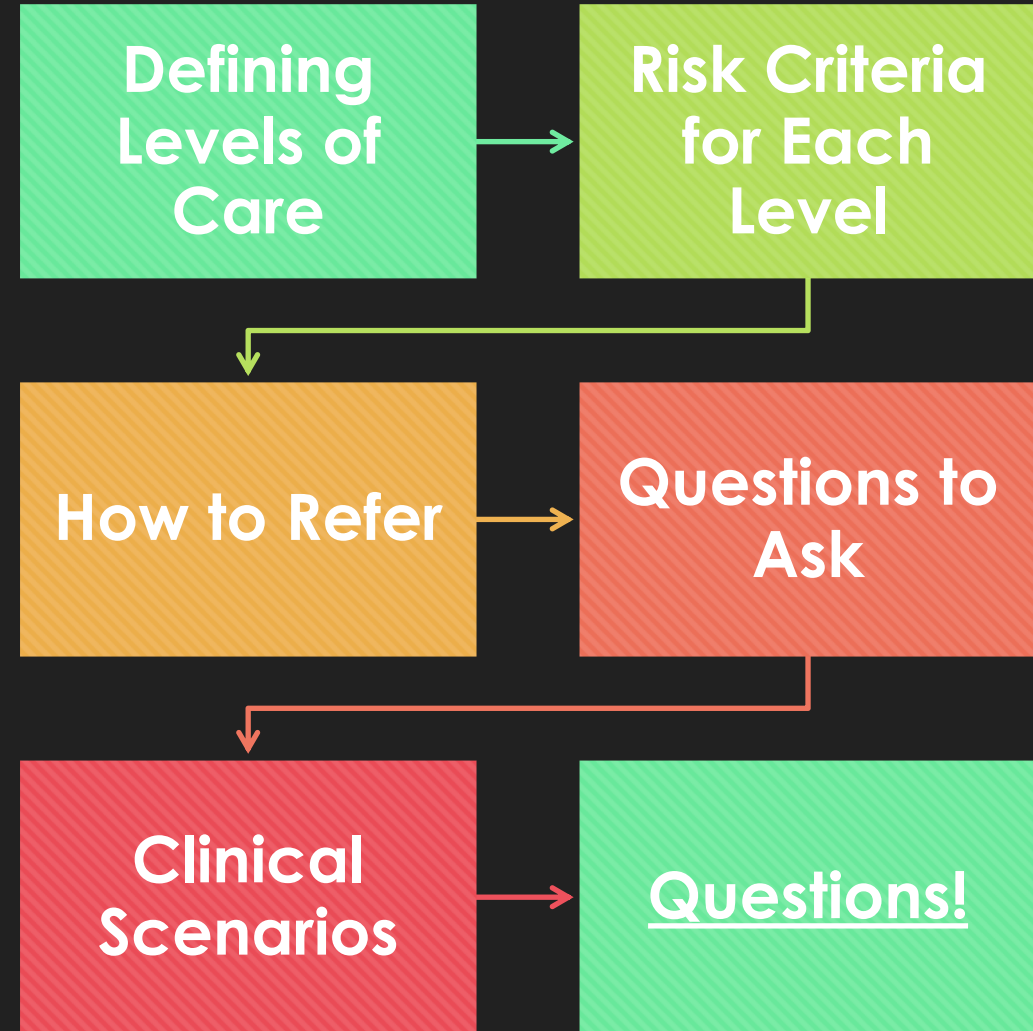 Defining
Levels of
Care
Risk Criteria
for Each
Level
How to Refer
Questions to
Ask
Clinical
Scenarios
Questions!